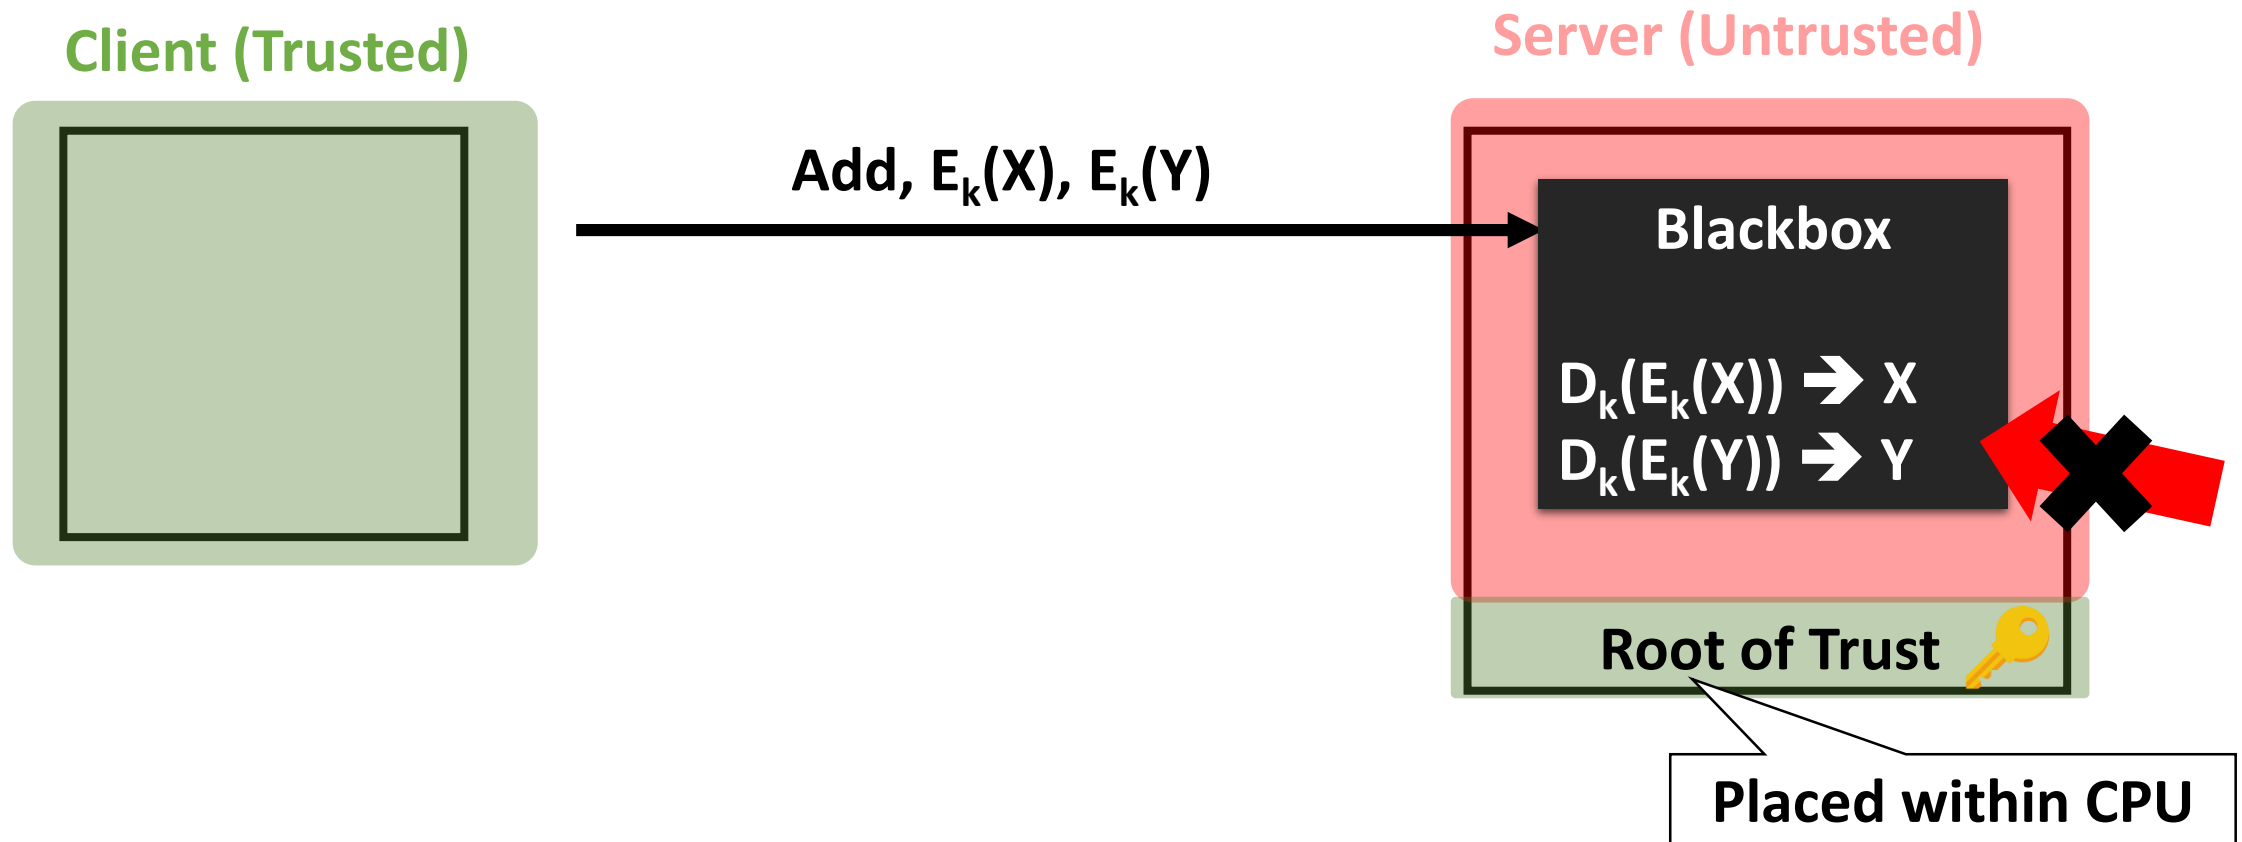 Client (Trusted)
Server (Untrusted)
Add, Eₖ(X), Eₖ(Y)
Blackbox
Dₖ(Eₖ(X)) 🡺 X
Dₖ(Eₖ(Y)) 🡺 Y
Root of Trust
Placed within CPU